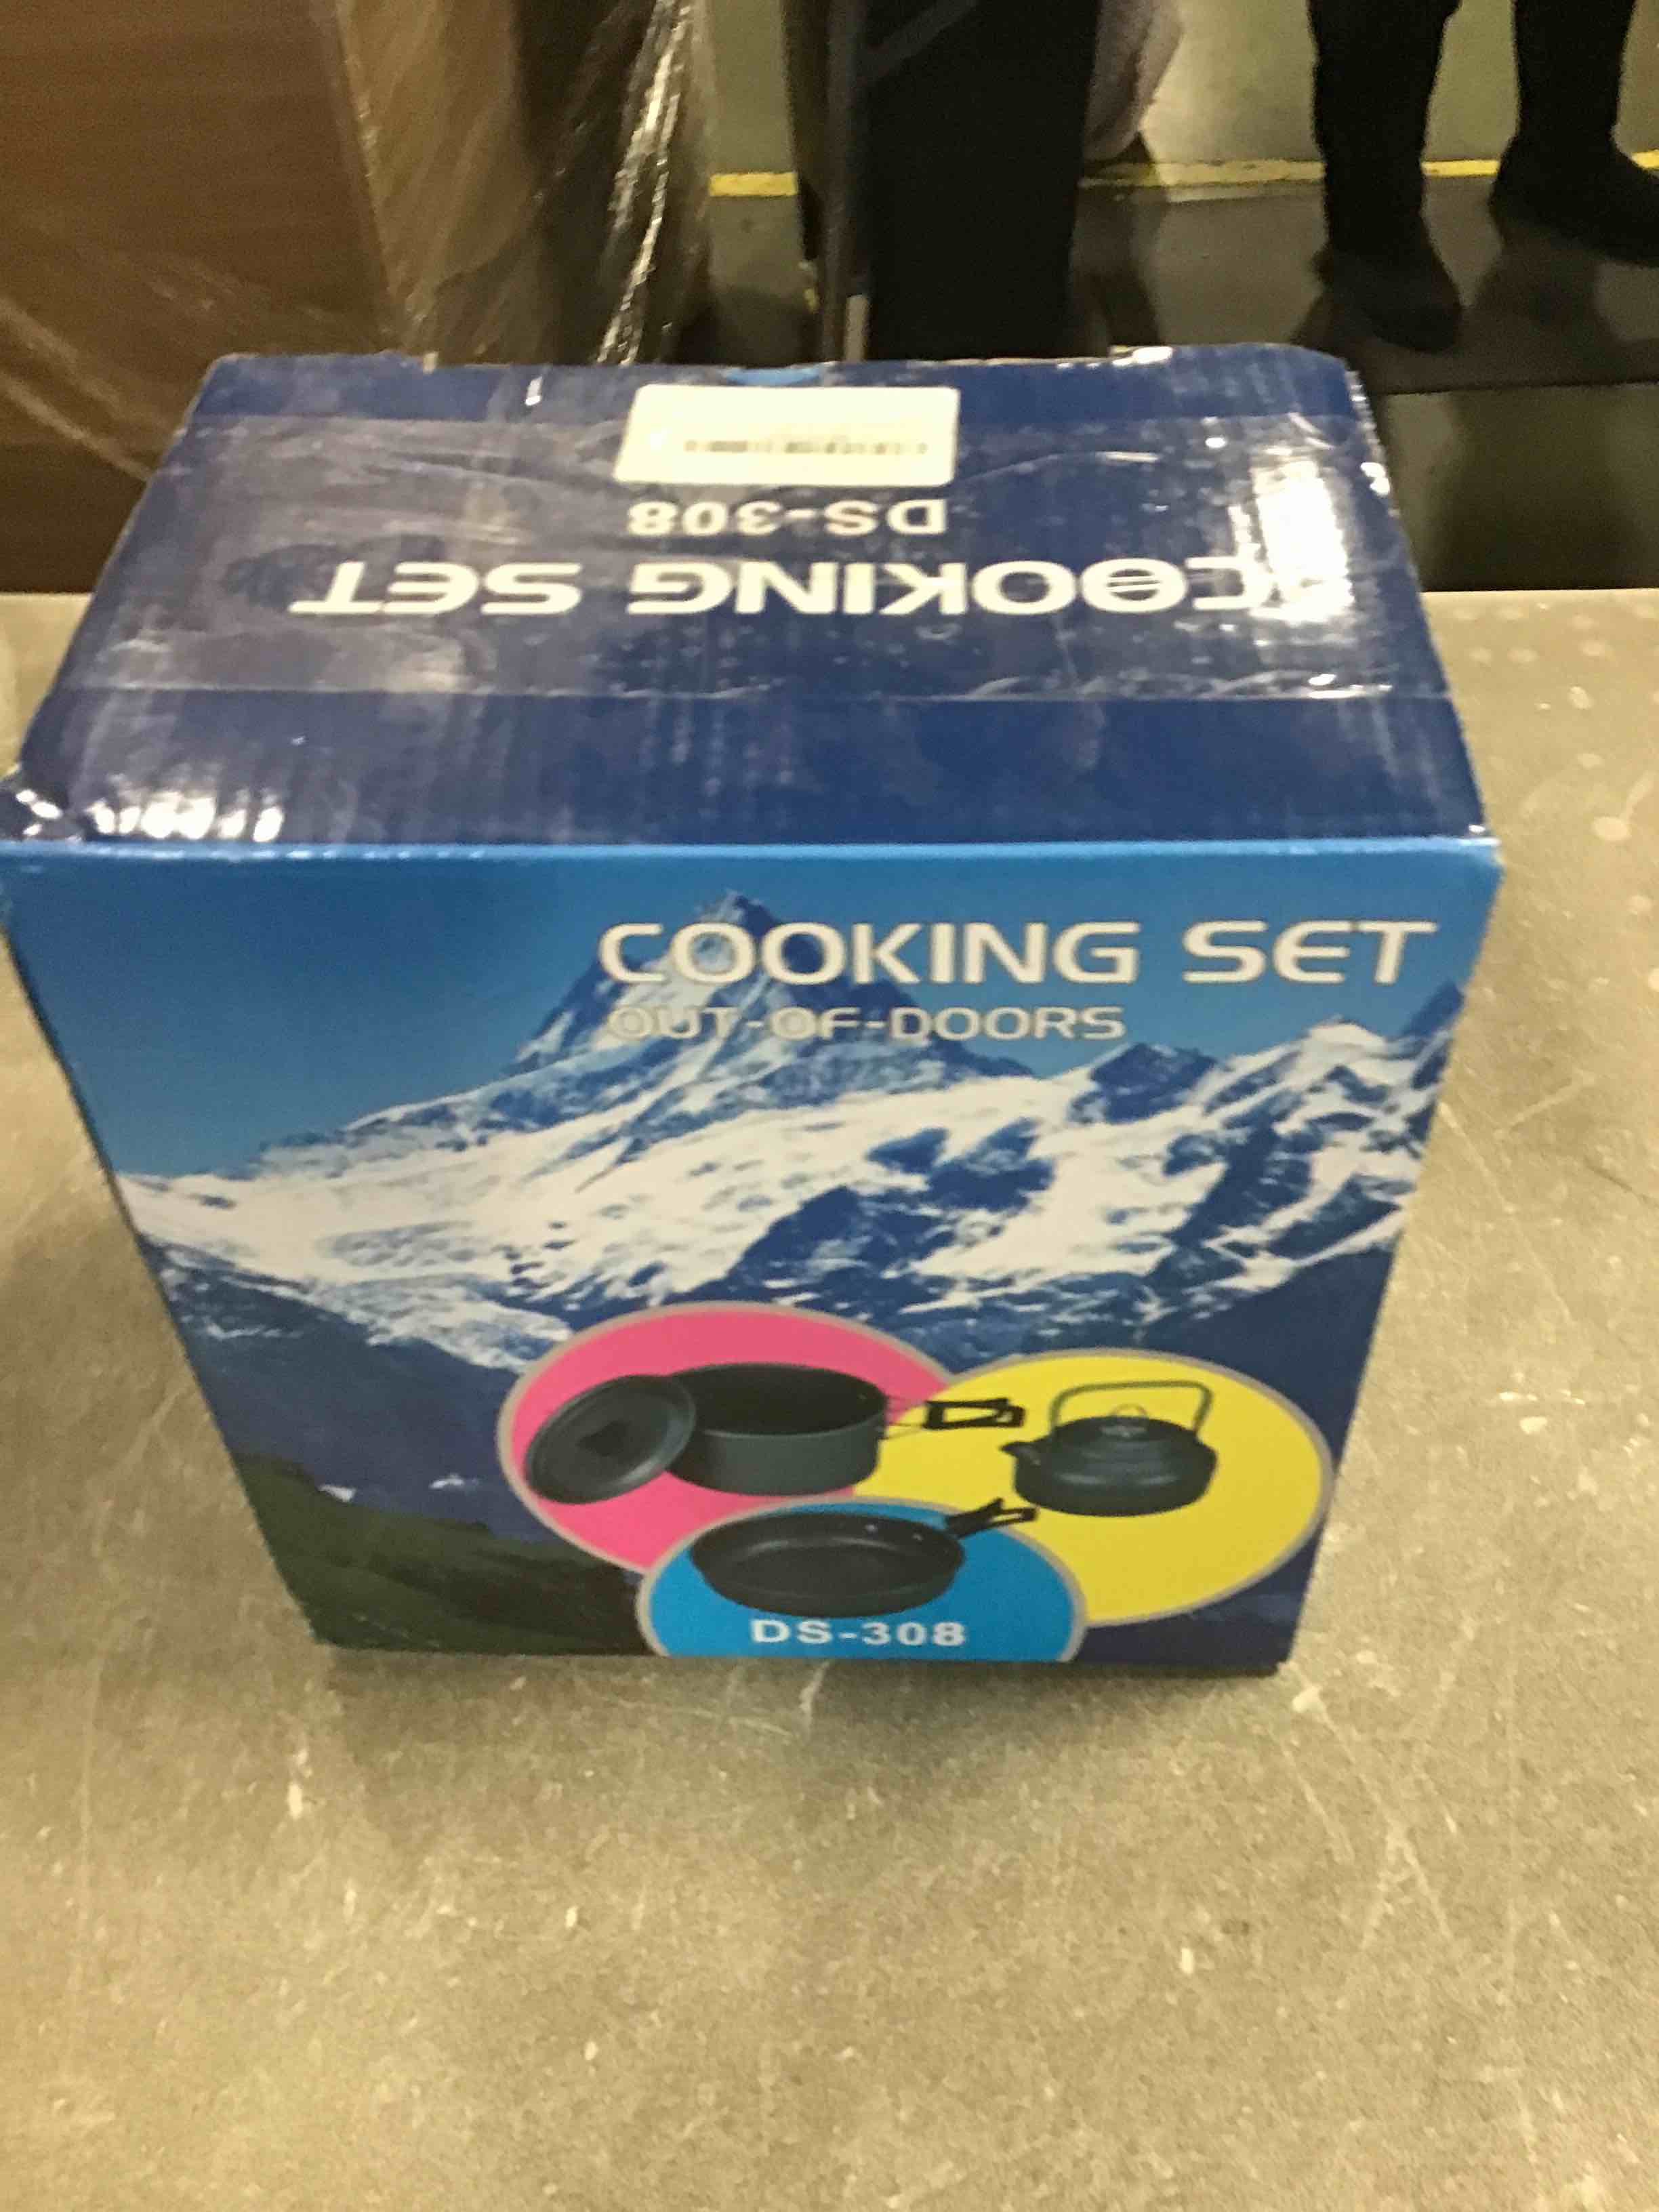 DS-308
COOKING SET
COOKING SET
OUT-OF-DOORS
DS-308